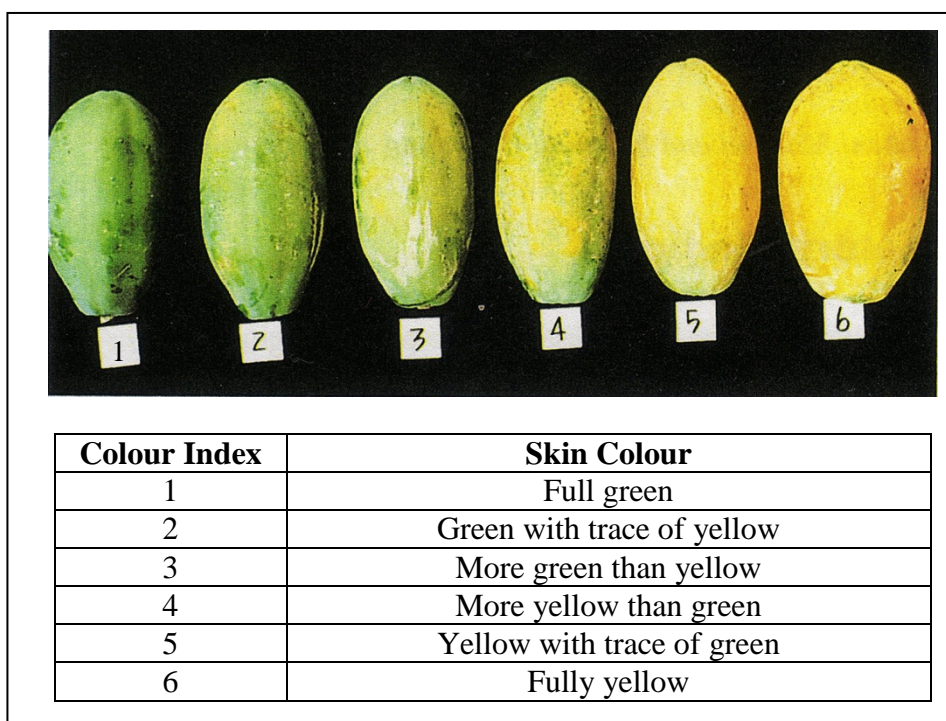 1
2
3
4
5
6
Colour Index Skin Colour
1 Full green
2 Green with trace of yellow
3 More green than yellow
4 More yellow than green
5 Yellow with trace of green
6 Fully yellow